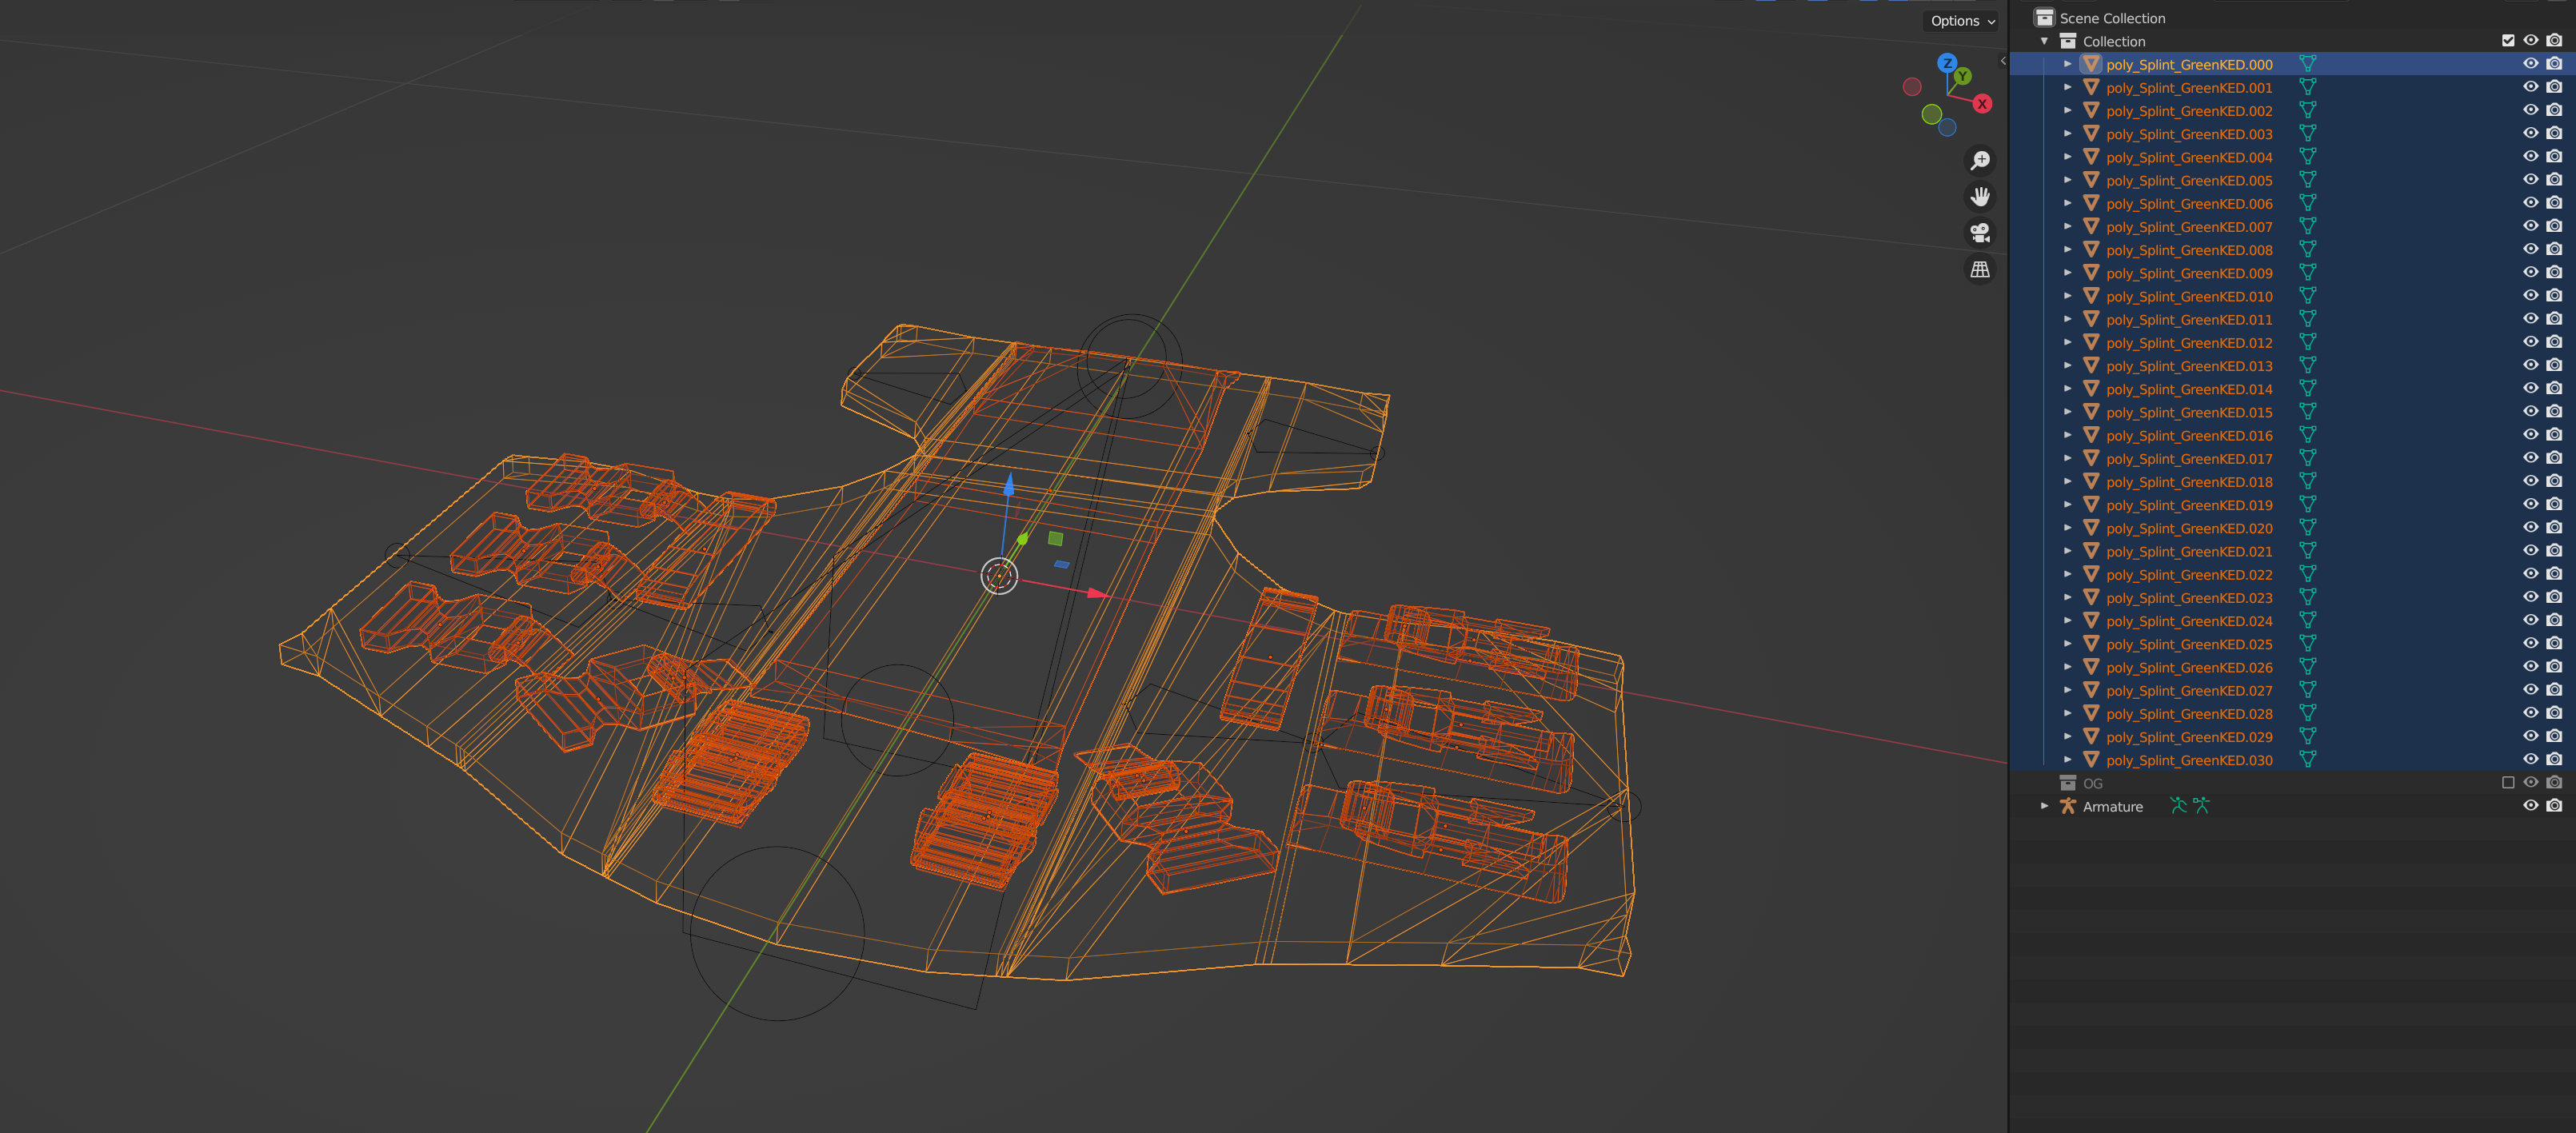 Options
Z
Y
X
Scene Collection
Collection
poly_Splint_GreenKED.000
poly_Splint_GreenKED.001
poly_Splint_GreenKED.002
poly_Splint_GreenKED.003
poly_Splint_GreenKED.004
poly_Splint_GreenKED.005
poly_Splint_GreenKED.006
poly_Splint_GreenKED.007
poly_Splint_GreenKED.008
poly_Splint_GreenKED.009
poly_Splint_GreenKED.010
poly_Splint_GreenKED.011
poly_Splint_GreenKED.012
poly_Splint_GreenKED.013
poly_Splint_GreenKED.014
poly_Splint_GreenKED.015
poly_Splint_GreenKED.016
poly_Splint_GreenKED.017
poly_Splint_GreenKED.018
poly_Splint_GreenKED.019
poly_Splint_GreenKED.020
poly_Splint_GreenKED.021
poly_Splint_GreenKED.022
poly_Splint_GreenKED.023
poly_Splint_GreenKED.024
poly_Splint_GreenKED.025
poly_Splint_GreenKED.026
poly_Splint_GreenKED.027
poly_Splint_GreenKED.028
poly_Splint_GreenKED.029
poly_Splint_GreenKED.030
OG
Armature